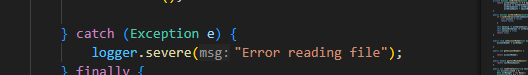 } catch (Exception e) {
logger.severe(msg: "Error reading file");
} finally {